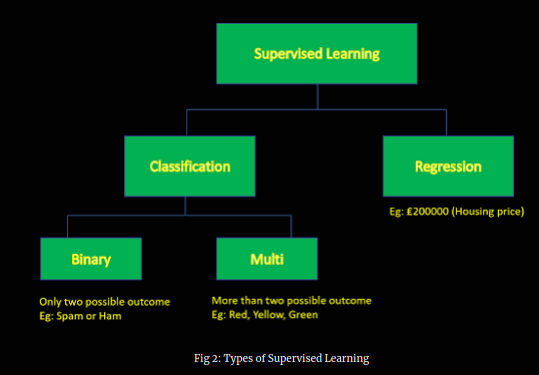 Supervised Learning
Classification
Regression
Eg: £200000 (Housing price)
Binary
Multi
Only two possible outcome
Eg: Spam or Ham
More than two possible outcome
Eg: Red, Yellow, Green
Fig 2: Types of Supervised Learning